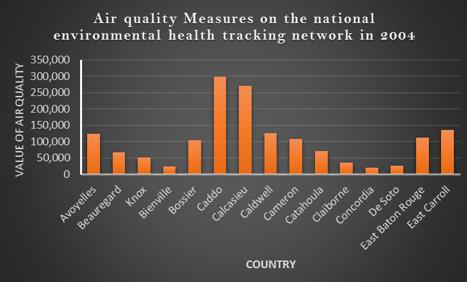 Air quality Measures on the national
environmental health tracking network in 2004
VALUE OF AIR QUALITY
350,000
300,000
250,000
200,000
150,000
100,000
50,000
0
Avoyelles
Beauregard
Knox
Bienville
Bossier
Caddo
Calcasieu
Caldwell
Cameron
Catahoula
Claiborne
Concordia
De Soto
East Baton Rouge
East Carroll
COUNTRY